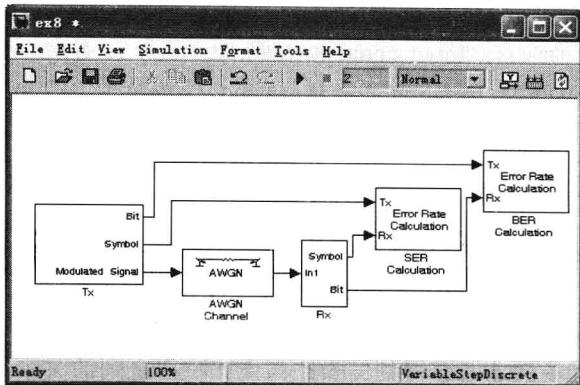 ex8 *
File Edit View Simulation Format Tools Help
2 Normal
Tx
Error Rate
Calculation
Rx
BER
Calculation
Tx
Error Rate
Calculation
Rx
SER
Calculation
Bit
Symbol
Modulated Signal
Tx
AWGN
AWGN
Channel
Symbol
In1
Bit
Rx
Ready 100% VariableStepDiscrete